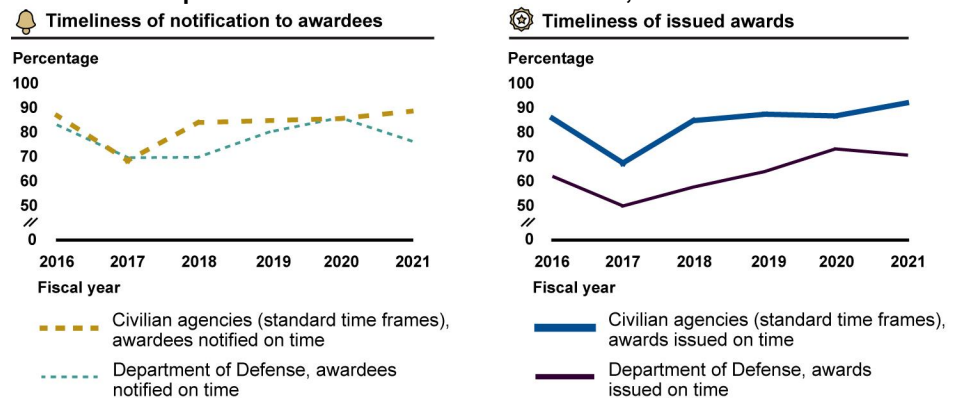 Timeliness of notification to awardees
Percentage
100
90
80
70
60
50
0
2016 2017 2018 2019 2020 2021
Fiscal year
Civilian agencies (standard time frames),
awardees notified on time
Department of Defense, awardees
notified on time
Timeliness of issued awards
Percentage
100
90
80
70
60
50
0
2016 2017 2018 2019 2020 2021
Fiscal year
Civilian agencies (standard time frames),
awards issued on time
Department of Defense, awards
issued on time